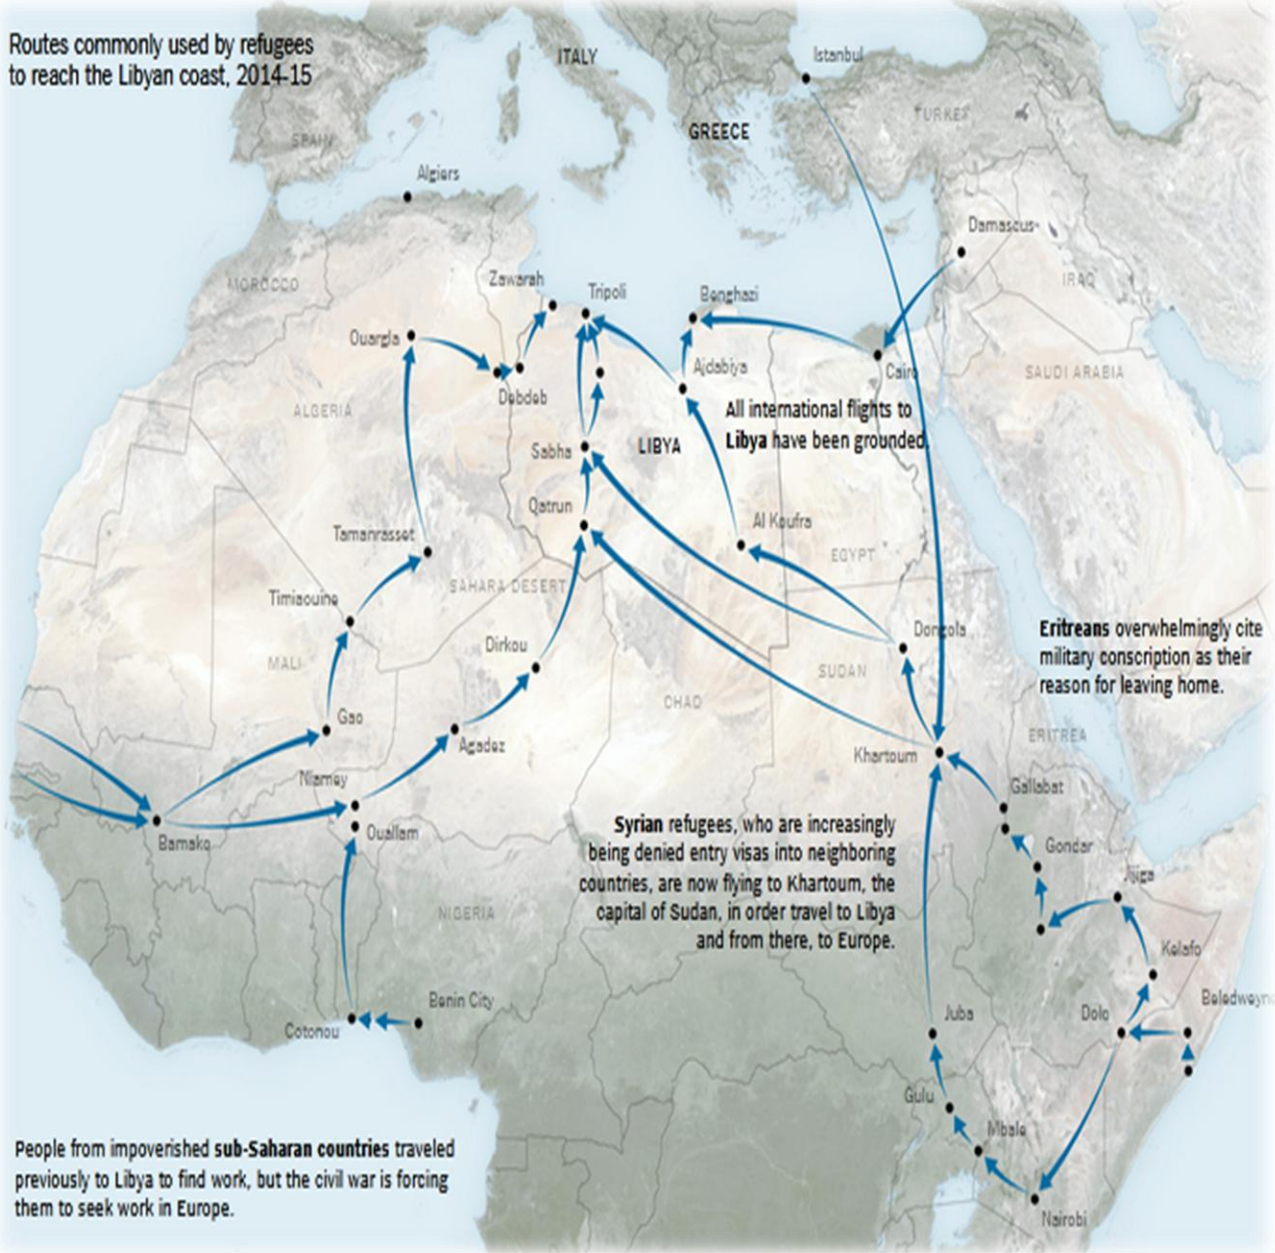 Routes commonly used by refugees
to reach the Libyan coast, 2014-15
ITALY
Istanbul
TURKEY
GREECE
SPAIN
Algiers
Damascus
IRAQ
MOROCCO
Zawarah
Tripoli
Benghazi
Ouargla
Cairo
Ajdabiya
SAUDI ARABIA
Debdeb
ALGERIA
All international flights to
Libya have been grounded.
LIBYA
Sabha
Qatrun
Al Koufra
Tamanrasset
EGYPT
SAHARA DESERT
Timiaouine
Dongola
Eritreans overwhelmingly cite
military conscription as their
reason for leaving home.
Dirkou
MALI
SUDAN
CHAD
Gao
ERITREA
Agadez
Khartoum
Niamey
Gallabat
Ouallam
Bamako
Syrian refugees, who are increasingly
being denied entry visas into neighboring
countries, are now flying to Khartoum, the
capital of Sudan, in order travel to Libya
and from there, to Europe.
Gondar
Jijiga
NIGERIA
Kelafo
Benin City
Beledweyn
Cotonou
Juba
Dolo
Gulu
Mbale
People from impoverished sub-Saharan countries traveled
previously to Libya to find work, but the civil war is forcing
them to seek work in Europe.
Nairobi